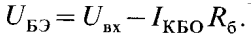 U_БЭ = U_вх − I_КБО R_б.